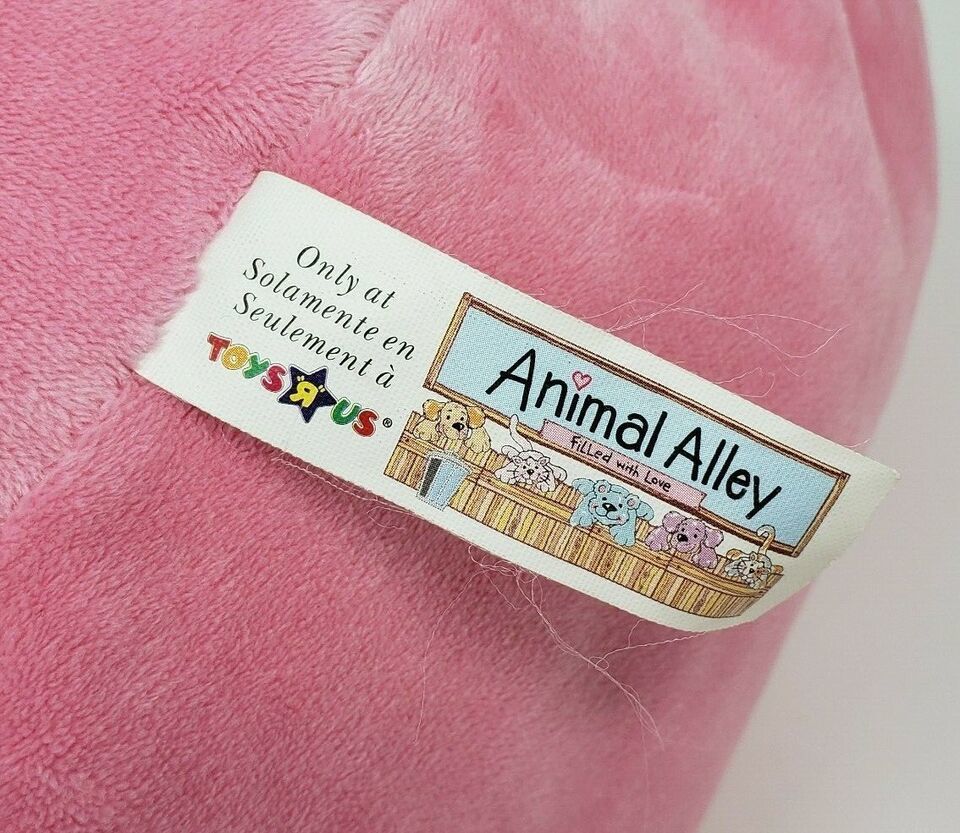 Only at
Solamente en
Seulement à
TOYS "R" US®
Animal Alley
Filled with Love